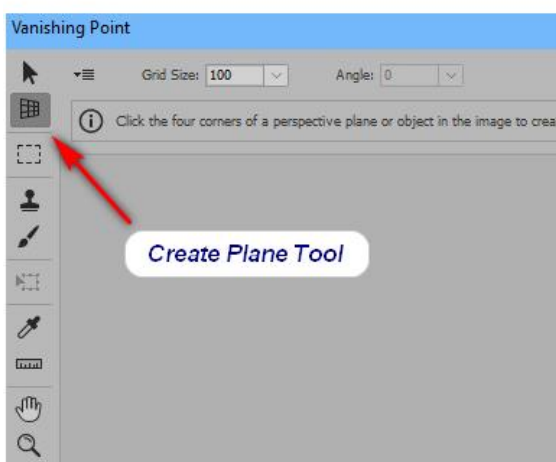 Vanishing Point
Grid Size: 100 Angle: 0
Click the four corners of a perspective plane or object in the image to crea
Create Plane Tool